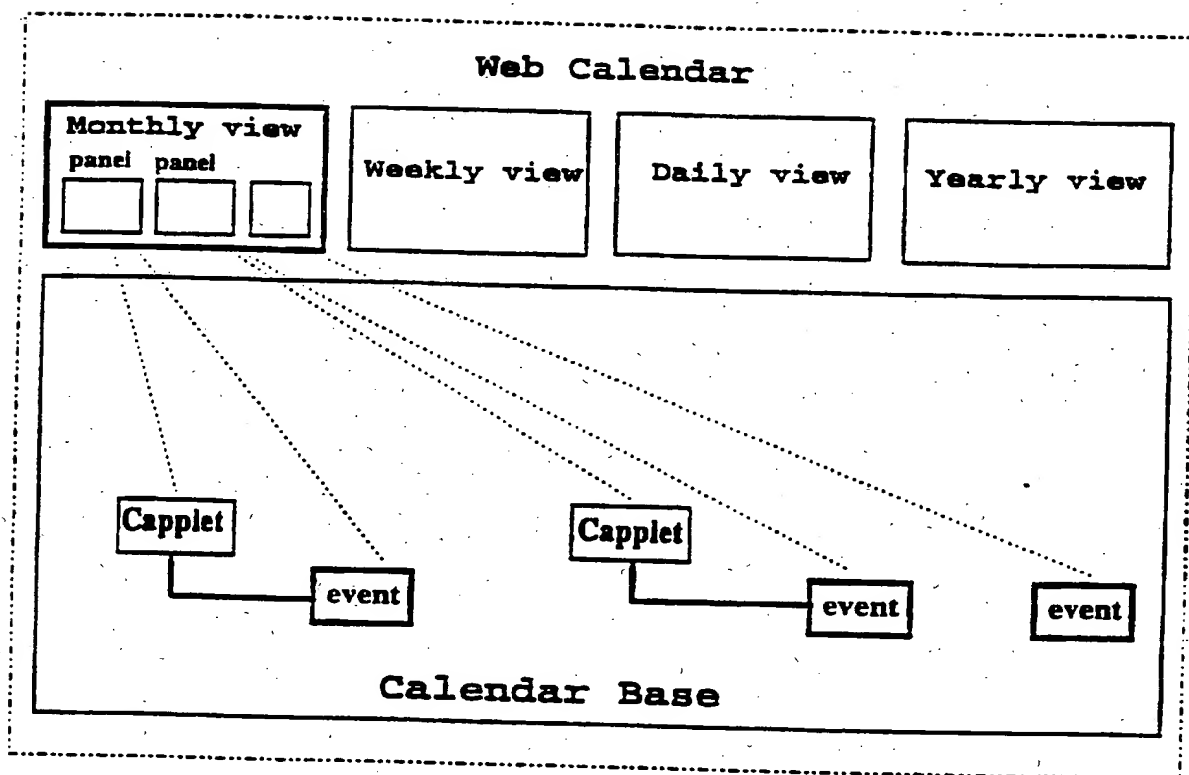 Web Calendar
Monthly view
panel panel
Weekly view
Daily view
Yearly view
Capplet
event
Capplet
event
event
Calendar Base